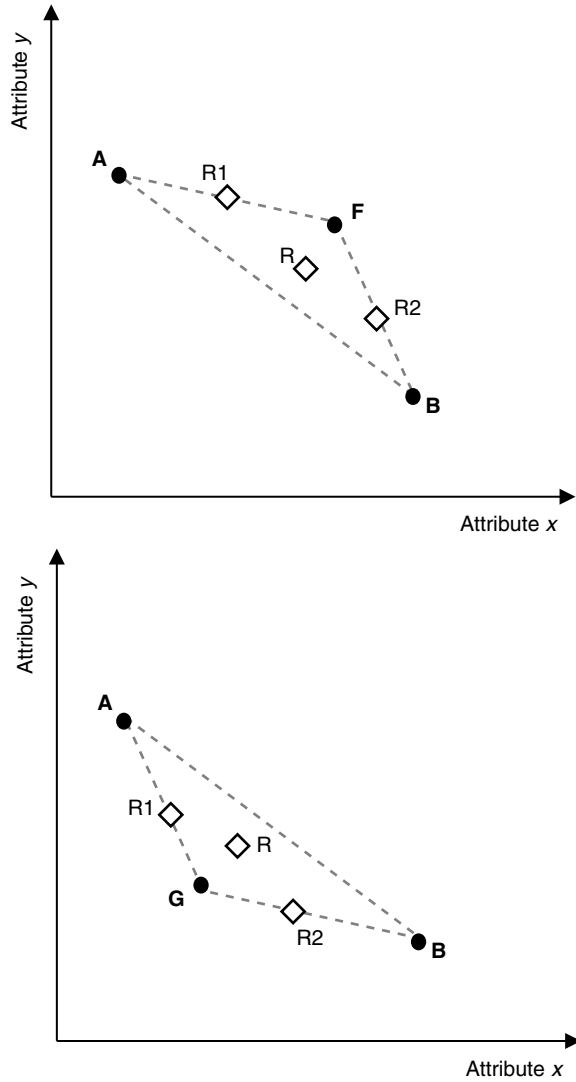 Attribute y
A
R1
F
R
R2
B
Attribute x
Attribute y
A
R1
R
G
R2
B
Attribute x